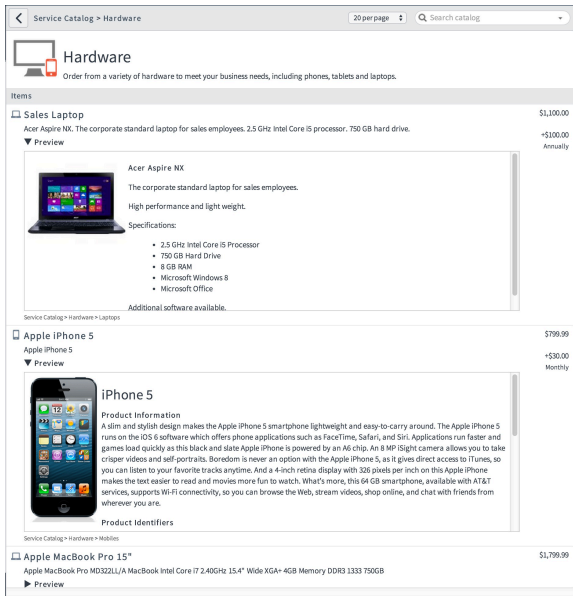 Service Catalog > Hardware
20 per page
Search catalog
Hardware
Order from a variety of hardware to meet your business needs, including phones, tablets and laptops.
Items
Sales Laptop
$1,100.00
Acer Aspire NX. The corporate standard laptop for sales employees. 2.5 GHz Intel Core i5 processor. 750 GB hard drive.
+$100.00
Annually
▼ Preview
Acer Aspire NX
The corporate standard laptop for sales employees.
High performance and light weight.
Specifications:
• 2.5 GHz Intel Core i5 Processor
• 750 GB Hard Drive
• 8 GB RAM
• Microsoft Windows 8
• Microsoft Office
Additional software available.
Service Catalog > Hardware > Laptops
Apple iPhone 5
$799.99
Apple iPhone 5
+$30.00
Monthly
▼ Preview
iPhone 5
Product Information
A slim and stylish design makes the Apple iPhone 5 smartphone lightweight and easy-to-carry around. The Apple iPhone 5
runs on the iOS 6 software which offers phone applications such as FaceTime, Safari, and Siri. Applications run faster and
games load quickly as this black and slate Apple iPhone is powered by an A6 chip. An 8 MP iSight camera allows you to take
crisper videos and self-portraits. Boredom is never an option with the Apple iPhone 5, as it gives direct access to iTunes, so
you can listen to your favorite tracks anytime. And a 4-inch retina display with 326 pixels per inch on this Apple iPhone
makes the text easier to read and movies more fun to watch. What's more, this 64 GB smartphone, available with AT&T
services, supports Wi-Fi connectivity, so you can browse the Web, stream videos, shop online, and chat with friends from
wherever you are.
Product Identifiers
Service Catalog > Hardware > Mobiles
Apple MacBook Pro 15"
$1,799.99
Apple MacBook Pro MD322LL/A MacBook Intel Core i7 2.40GHz 15.4" Wide XGA+ 4GB Memory DDR3 1333 750GB
▶ Preview